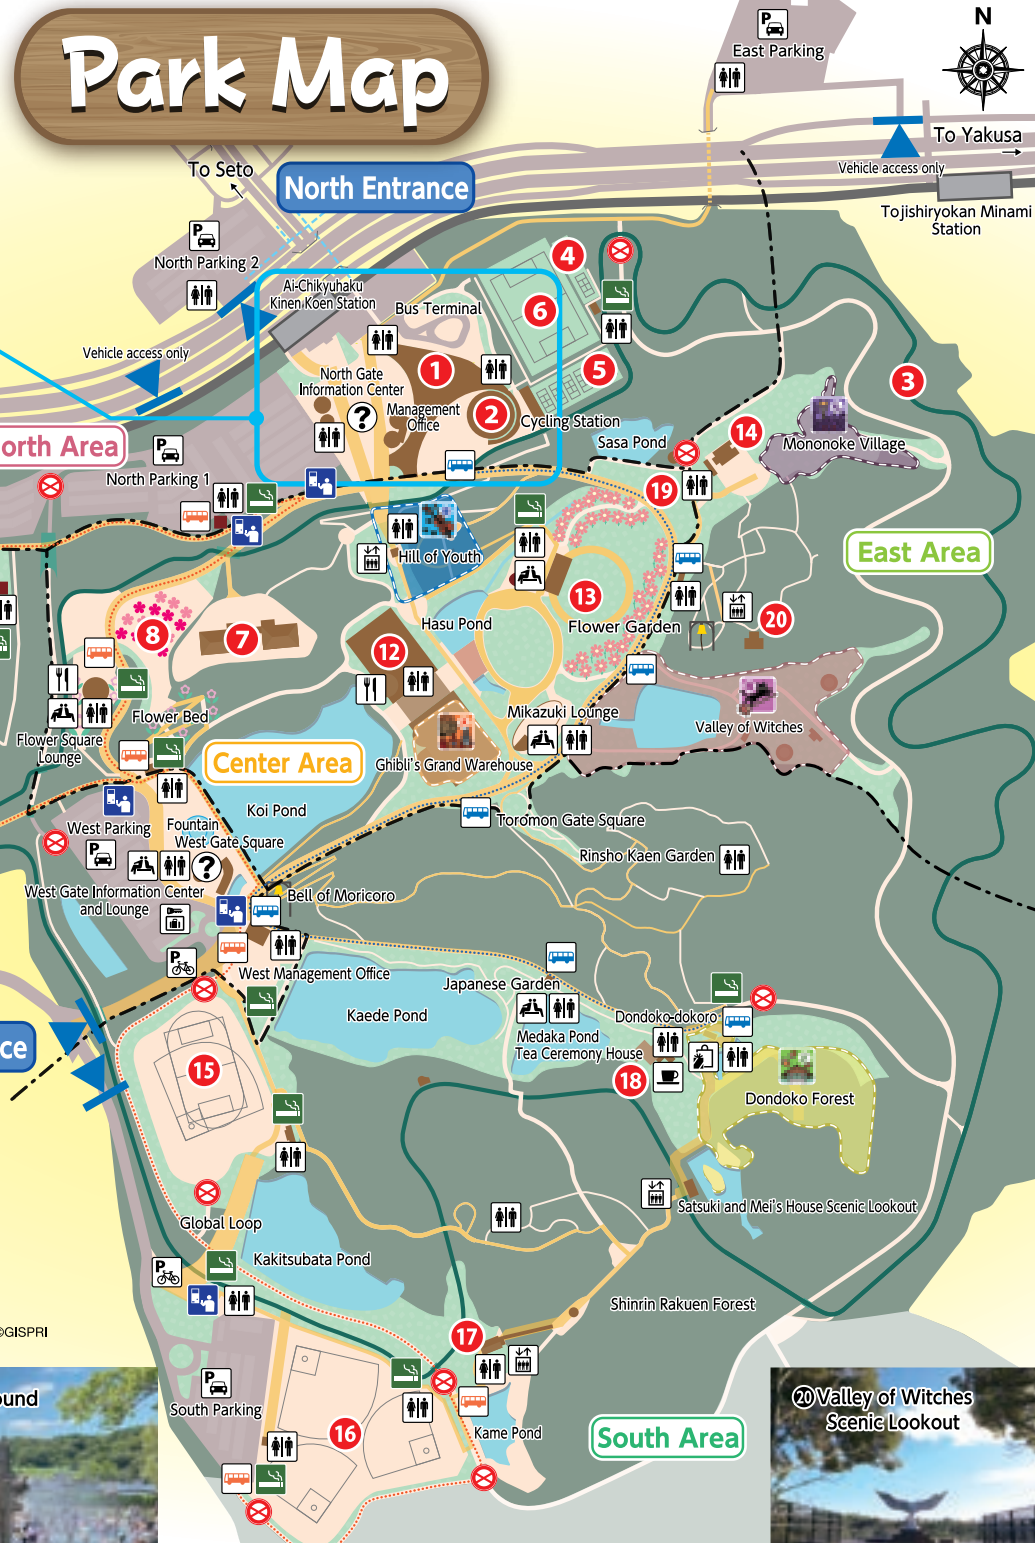 Park Map
N
P
East Parking
To Yakusa
→
Vehicle access only
Tojishiryokan Minami
Station
To Seto
North Entrance
P
North Parking 2
Ai-Chikyuhaku
Kinen Koen Station
Bus Terminal
4
6
5
3
Vehicle access only
North Gate
Information Center
?
1
Management
Office
2
Cycling Station
Sasa Pond
14
Mononoke Village
orth Area
P
North Parking 1
19
East Area
Hill of Youth
13
Flower Garden
20
Hasu Pond
8
7
12
Flower Bed
Flower Square
Lounge
Mikazuki Lounge
Valley of Witches
Center Area
Ghibli's Grand Warehouse
Koi Pond
Toromon Gate Square
West Parking
P
Fountain
West Gate Square
?
Rinsho Kaen Garden
West Gate Information Center
and Lounge
Bell of Moricoro
P
West Management Office
Japanese Garden
Kaede Pond
Dondoko-dokoro
Medaka Pond
Tea Ceremony House
ce
15
18
Dondoko Forest
Satsuki and Mei's House Scenic Lookout
Global Loop
Kakitsubata Pond
P
Shinrin Rakuen Forest
©GISPRI
17
P
South Parking
16
Kame Pond
South Area
ound
20 Valley of Witches
Scenic Lookout